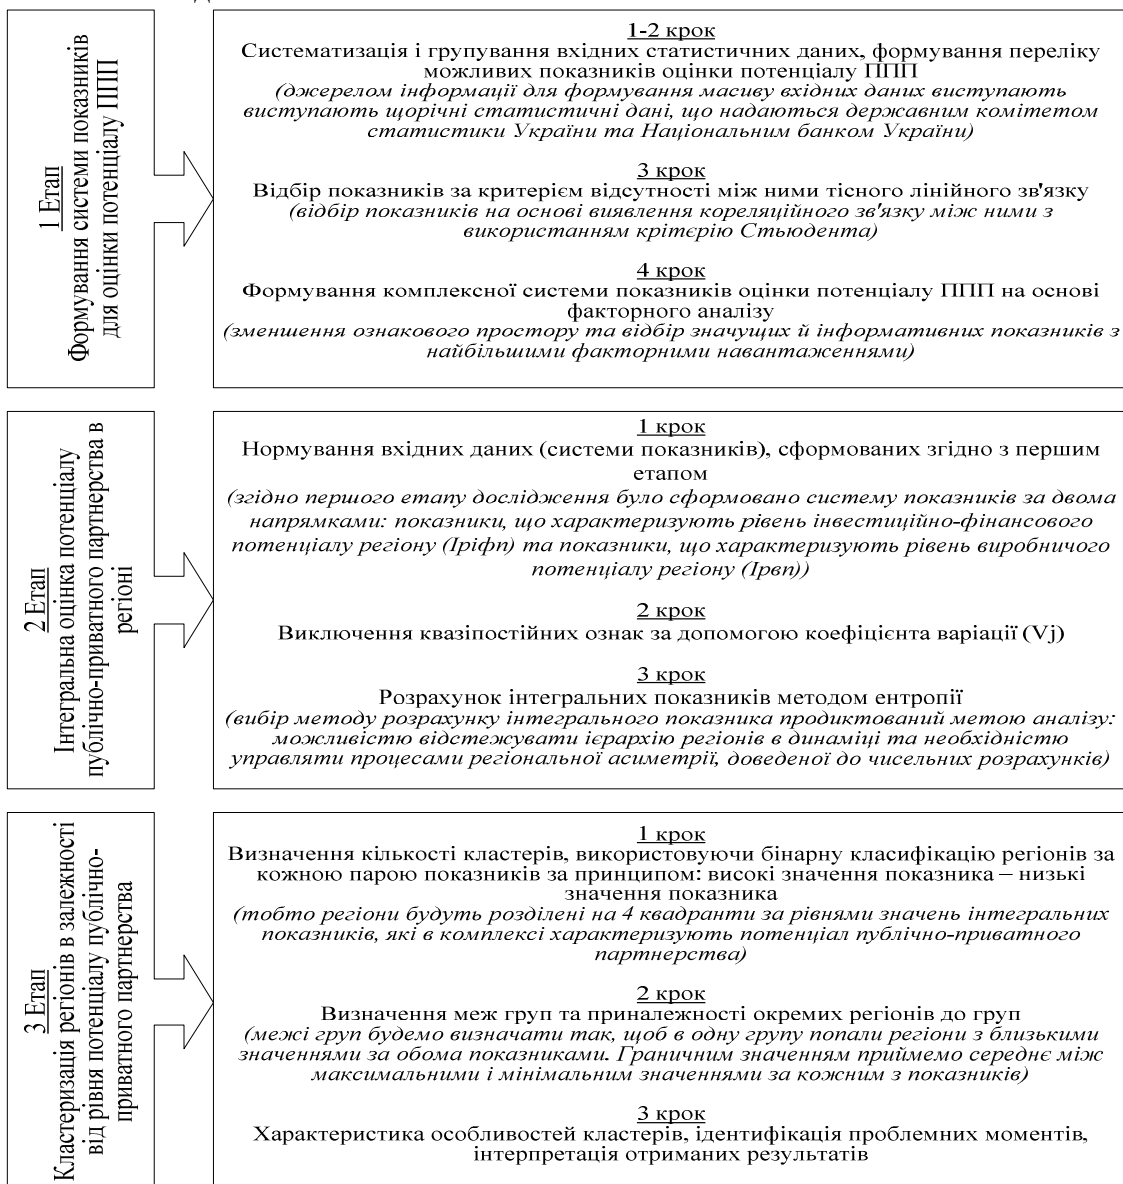 1 Етап
Формування системи показників
для оцінки потенціалу ППП
1-2 крок
Систематизація і групування вхідних статистичних даних, формування переліку
можливих показників оцінки потенціалу ППП
(джерелом інформації для формування масиву вхідних даних виступають
виступають щорічні статистичні дані, що надаються державним комітетом
статистики України та Національним банком України)
3 крок
Відбір показників за критерієм відсутності між ними тісного лінійного зв'язку
(відбір показників на основі виявлення кореляційного зв'язку між ними з
використанням крітєрію Стьюдента)
4 крок
Формування комплексної системи показників оцінки потенціалу ППП на основі
факторного аналізу
(зменшення ознакового простору та відбір значущих й інформативних показників з
найбільшими факторними навантаженнями)
2 Етап
Інтегральна оцінка потенціалу
публічно-приватного партнерства в
регіоні
1 крок
Нормування вхідних даних (системи показників), сформованих згідно з першим
етапом
(згідно першого етапу дослідження було сформовано систему показників за двома
напрямками: показники, що характеризують рівень інвестиційно-фінансового
потенціалу регіону (Іріфп) та показники, що характеризують рівень виробничого
потенціалу регіону (Ірвп))
2 крок
Виключення квазіпостійних ознак за допомогою коефіцієнта варіації (Vj)
3 крок
Розрахунок інтегральних показників методом ентропії
(вибір методу розрахунку інтегрального показника продиктований метою аналізу:
можливістю відстежувати ієрархію регіонів в динаміці та необхідністю
управляти процесами регіональної асиметрії, доведеної до чисельних розрахунків)
3 Етап
Кластеризація регіонів в залежності
від рівня потенціалу публічно-
приватного партнерства
1 крок
Визначення кількості кластерів, використовуючи бінарну класифікацію регіонів за
кожною парою показників за принципом: високі значення показника – низькі
значення показника
(тобто регіони будуть розділені на 4 квадранти за рівнями значень інтегральних
показників, які в комплексі характеризують потенціал публічно-приватного
партнерства)
2 крок
Визначення меж груп та приналежності окремих регіонів до груп
(межі груп будемо визначати так, щоб в одну групу попали регіони з близькими
значеннями за обома показниками. Граничним значенням приймемо середнє між
максимальними і мінімальним значеннями за кожним з показників)
3 крок
Характеристика особливостей кластерів, ідентифікація проблемних моментів,
інтерпретація отриманих результатів